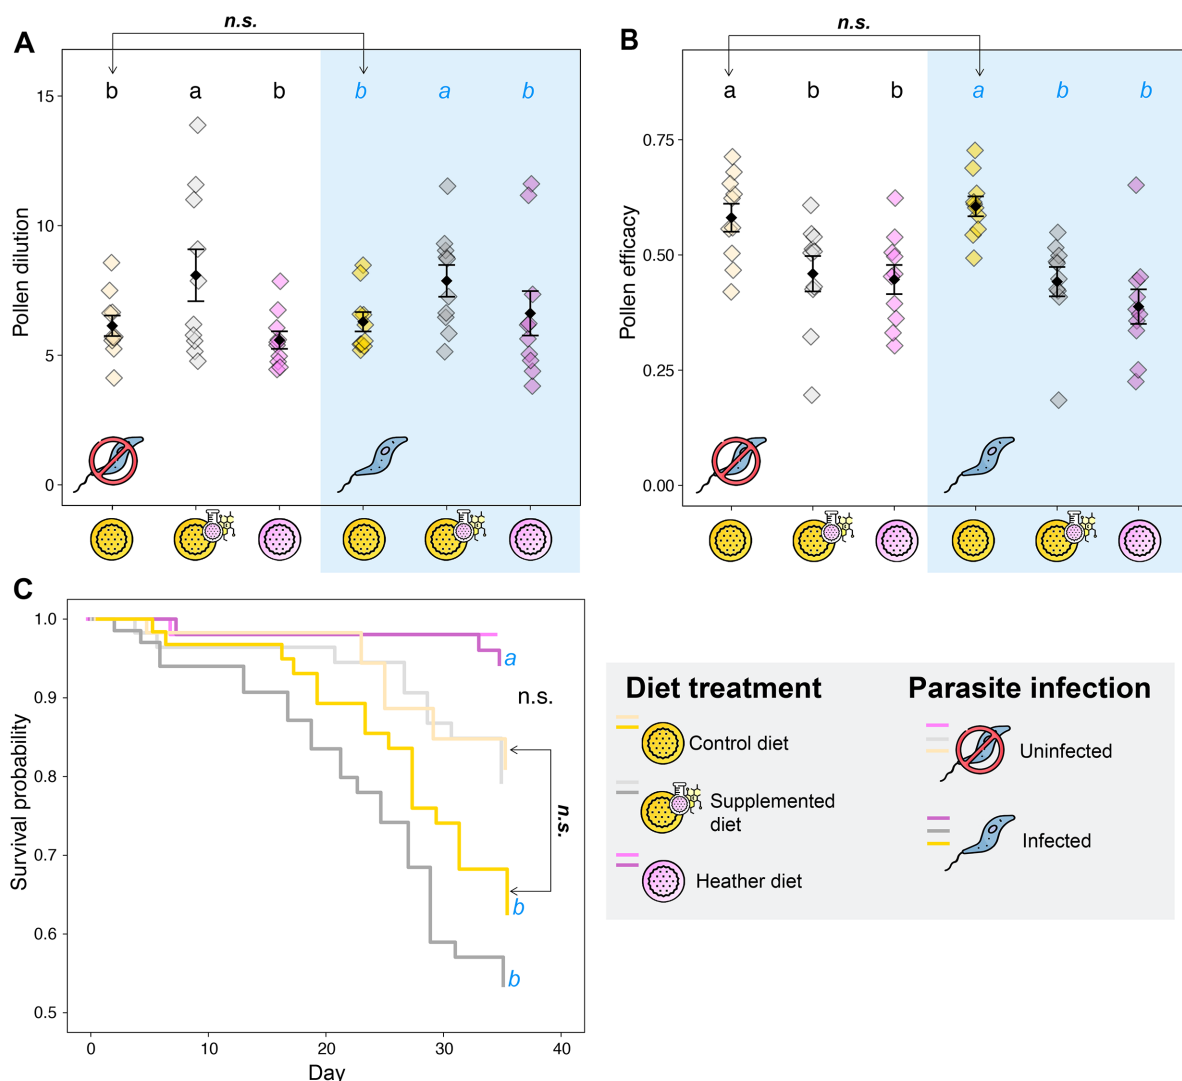 A
n.s.
b a b b a b
15
10
5
0
Pollen dilution
B
n.s.
a b b a b b
0.75
0.50
0.25
0.00
Pollen efficacy
C
1.0
0.9
0.8
0.7
0.6
0.5
Survival probability
a
n.s.
n.s.
b
b
0 10 20 30 40
Day
Diet treatment
Control diet
Supplemented
diet
Heather diet
Parasite infection
Uninfected
Infected